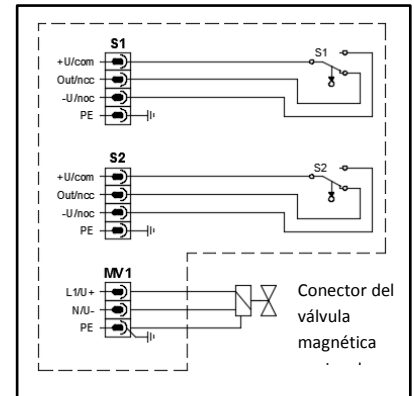 S1
+U/com
Out/ncc
-U/noc
PE
S1
S2
+U/com
Out/ncc
-U/noc
PE
S2
MV1
L1/U+
N/U-
PE
Conector del
válvula
magnética